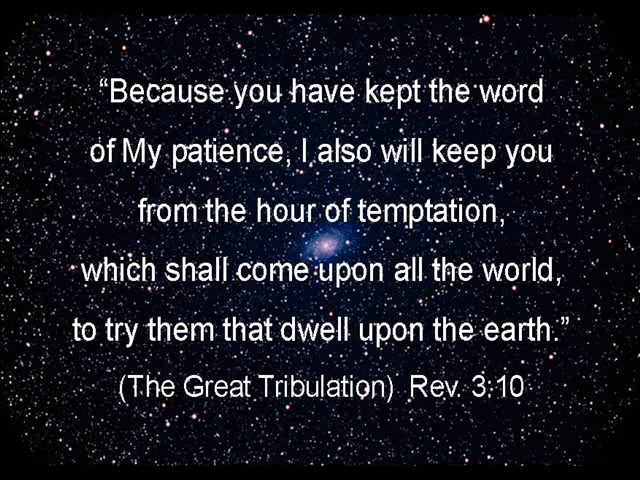 “Because you have kept the word
of My patience, I also will keep you
from the hour of temptation,
which shall come upon all the world,
to try them that dwell upon the earth.”
(The Great Tribulation)  Rev. 3:10